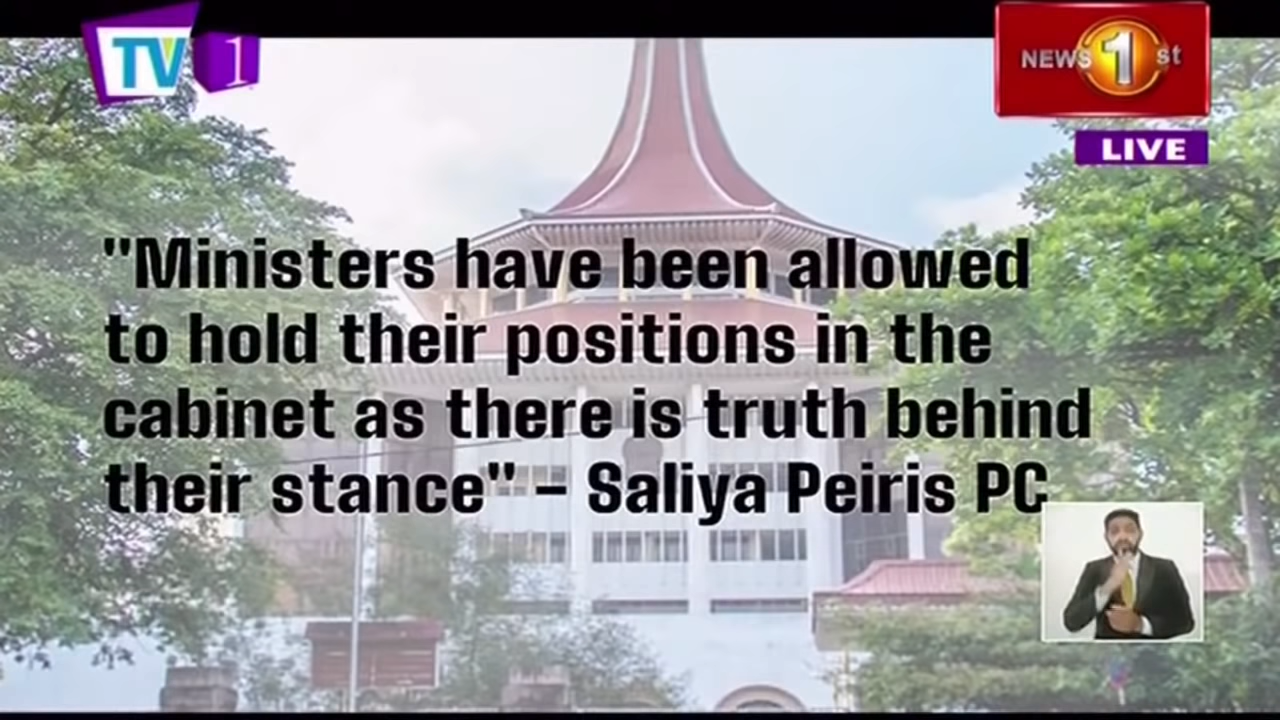 TV 1
NEWS 1st
LIVE
"Ministers have been allowed
to hold their positions in the
cabinet as there is truth behind
their stance" - Saliya Peiris PC